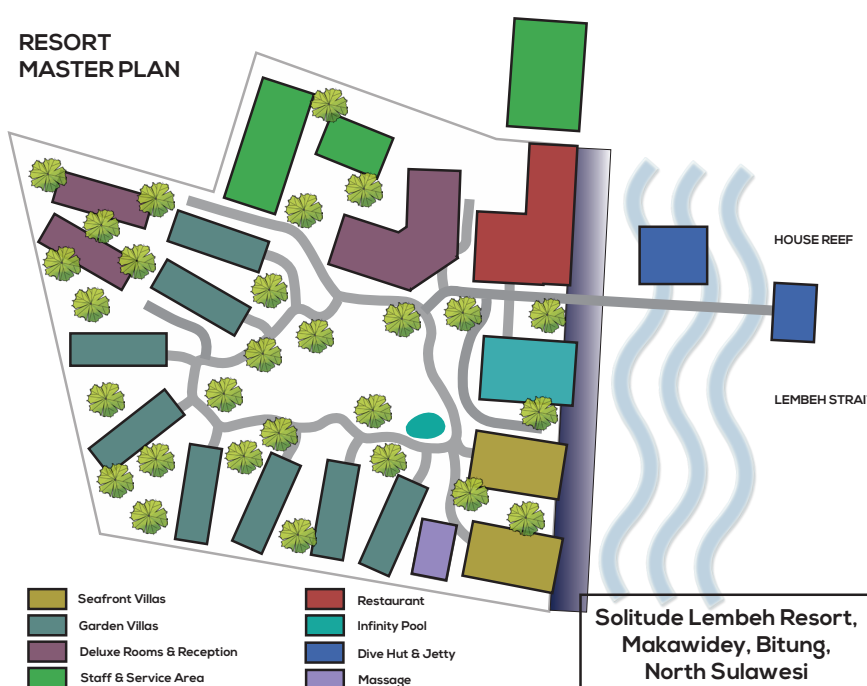 RESORT
MASTER PLAN
HOUSE REEF
LEMBEH STRAI
Seafront Villas
Garden Villas
Deluxe Rooms & Reception
Staff & Service Area
Restaurant
Infinity Pool
Dive Hut & Jetty
Massage
Solitude Lembeh Resort,
Makawidey, Bitung,
North Sulawesi